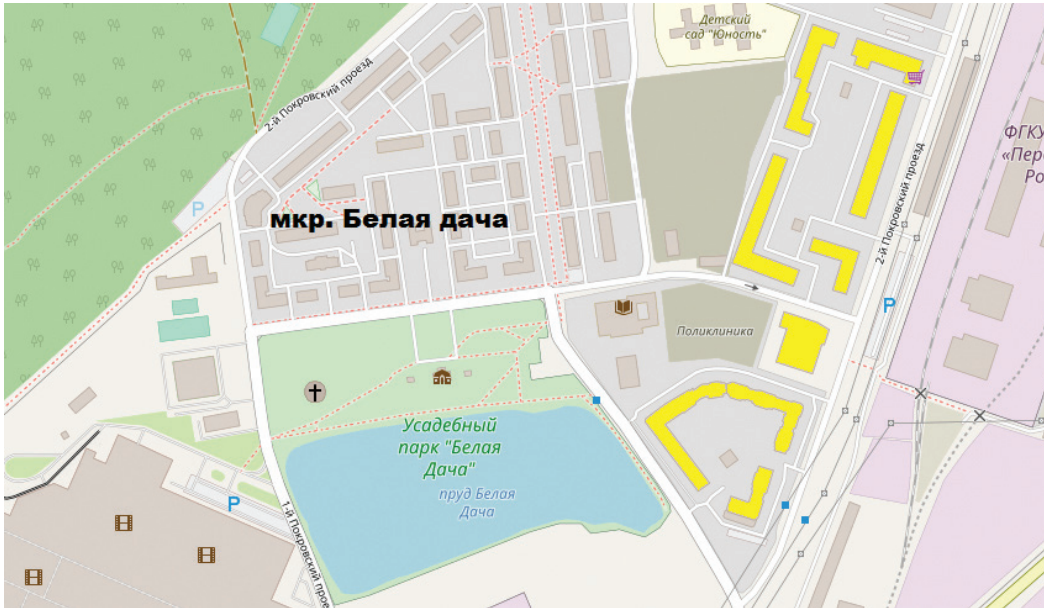 Детский
сад "Юность"
2-й Покровский проезд
ФГКУ
«Пер
Ро
мкр. Белая дача
2-й Покровский проезд
P
P
Поликлиника
Усадебный
парк "Белая
Дача"
пруд Белая
Дача
P
1-й Покровский прое